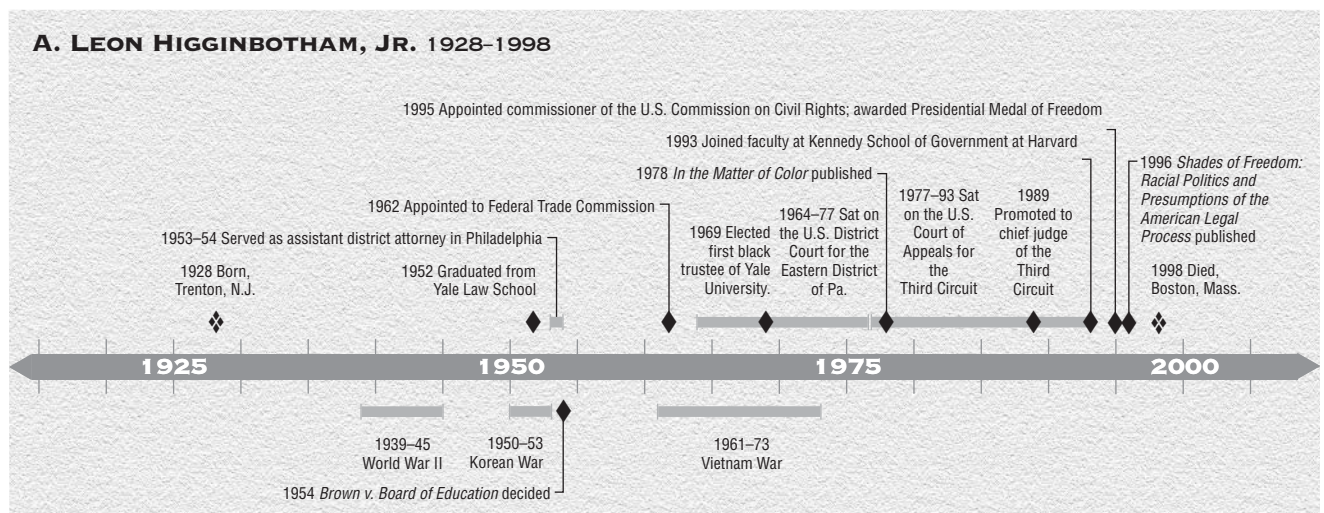 A. LEON HIGGINBOTHAM, JR. 1928–1998
1995 Appointed commissioner of the U.S. Commission on Civil Rights; awarded Presidential Medal of Freedom
1993 Joined faculty at Kennedy School of Government at Harvard
1978 In the Matter of Color published
1962 Appointed to Federal Trade Commission
1953–54 Served as assistant district attorney in Philadelphia
1928 Born,
Trenton, N.J.
1952 Graduated from
Yale Law School
1969 Elected
first black
trustee of Yale
University.
1964–77 Sat on
the U.S. District
Court for the
Eastern District
of Pa.
1977–93 Sat
on the U.S.
Court of
Appeals for
the
Third Circuit
1989
Promoted to
chief judge
of the
Third
Circuit
1996 Shades of Freedom:
Racial Politics and
Presumptions of the
American Legal
Process published
1998 Died,
Boston, Mass.
1925 1950 1975 2000
1939–45
World War II
1950–53
Korean War
1961–73
Vietnam War
1954 Brown v. Board of Education decided